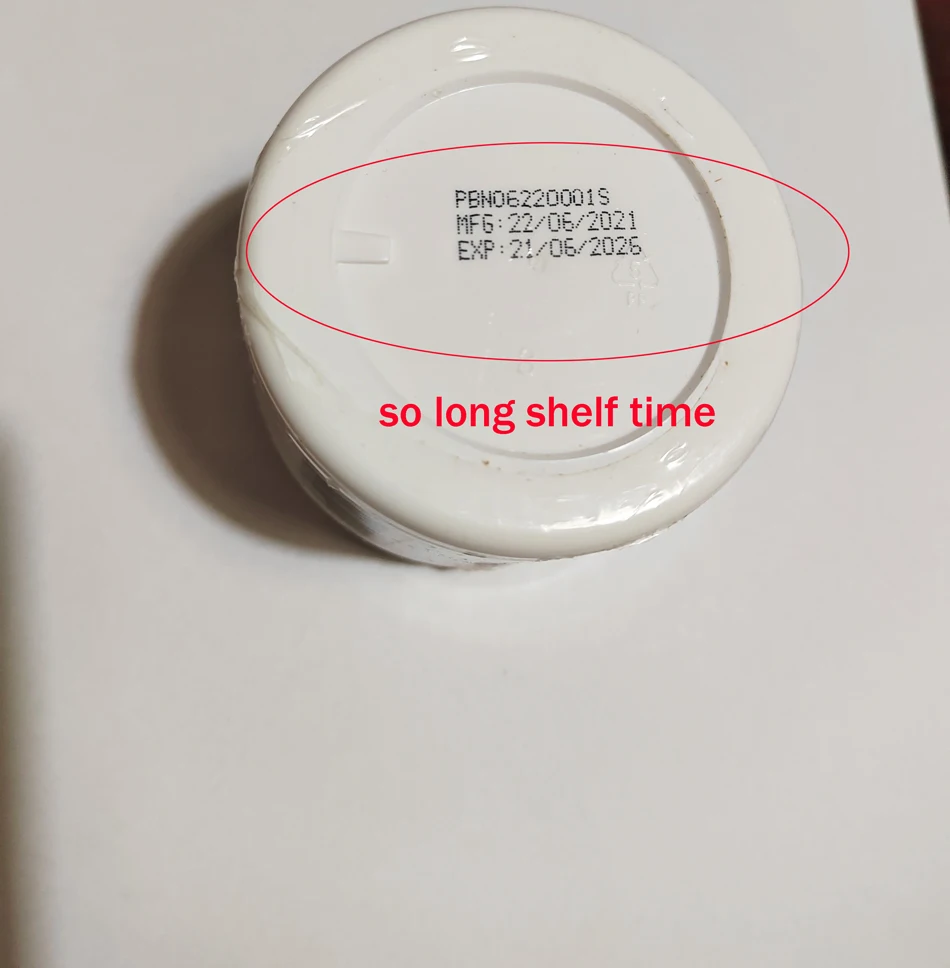 PBN06220001S
MFG:22/06/2021
EXP:21/06/2026
so long shelf time